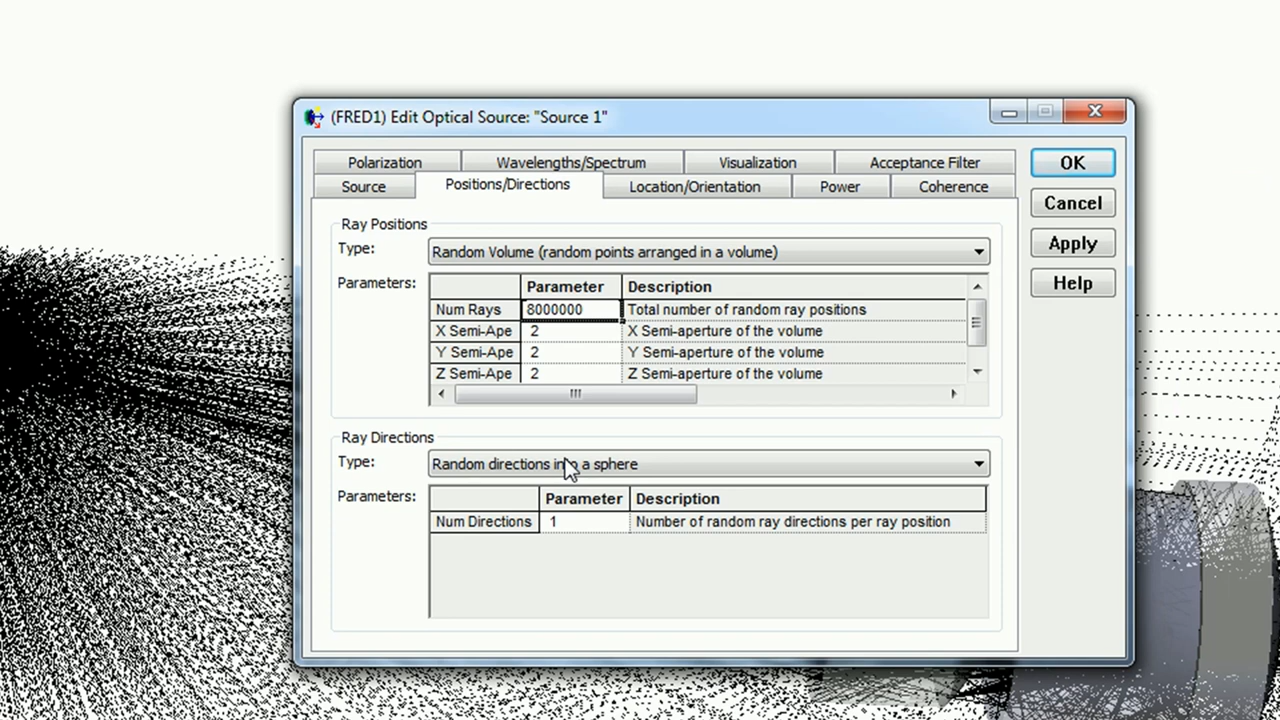 (FRED1) Edit Optical Source: "Source 1"
Polarization Wavelengths/Spectrum Visualization Acceptance Filter
Source Positions/Directions Location/Orientation Power Coherence
OK
Cancel
Apply
Help
Ray Positions
Type: Random Volume (random points arranged in a volume)
Parameters: Parameter Description
Num Rays 8000000 Total number of random ray positions
X Semi-Ape 2 X Semi-aperture of the volume
Y Semi-Ape 2 Y Semi-aperture of the volume
Z Semi-Ape 2 Z Semi-aperture of the volume
Ray Directions
Type: Random directions into a sphere
Parameters: Parameter Description
Num Directions 1 Number of random ray directions per ray position